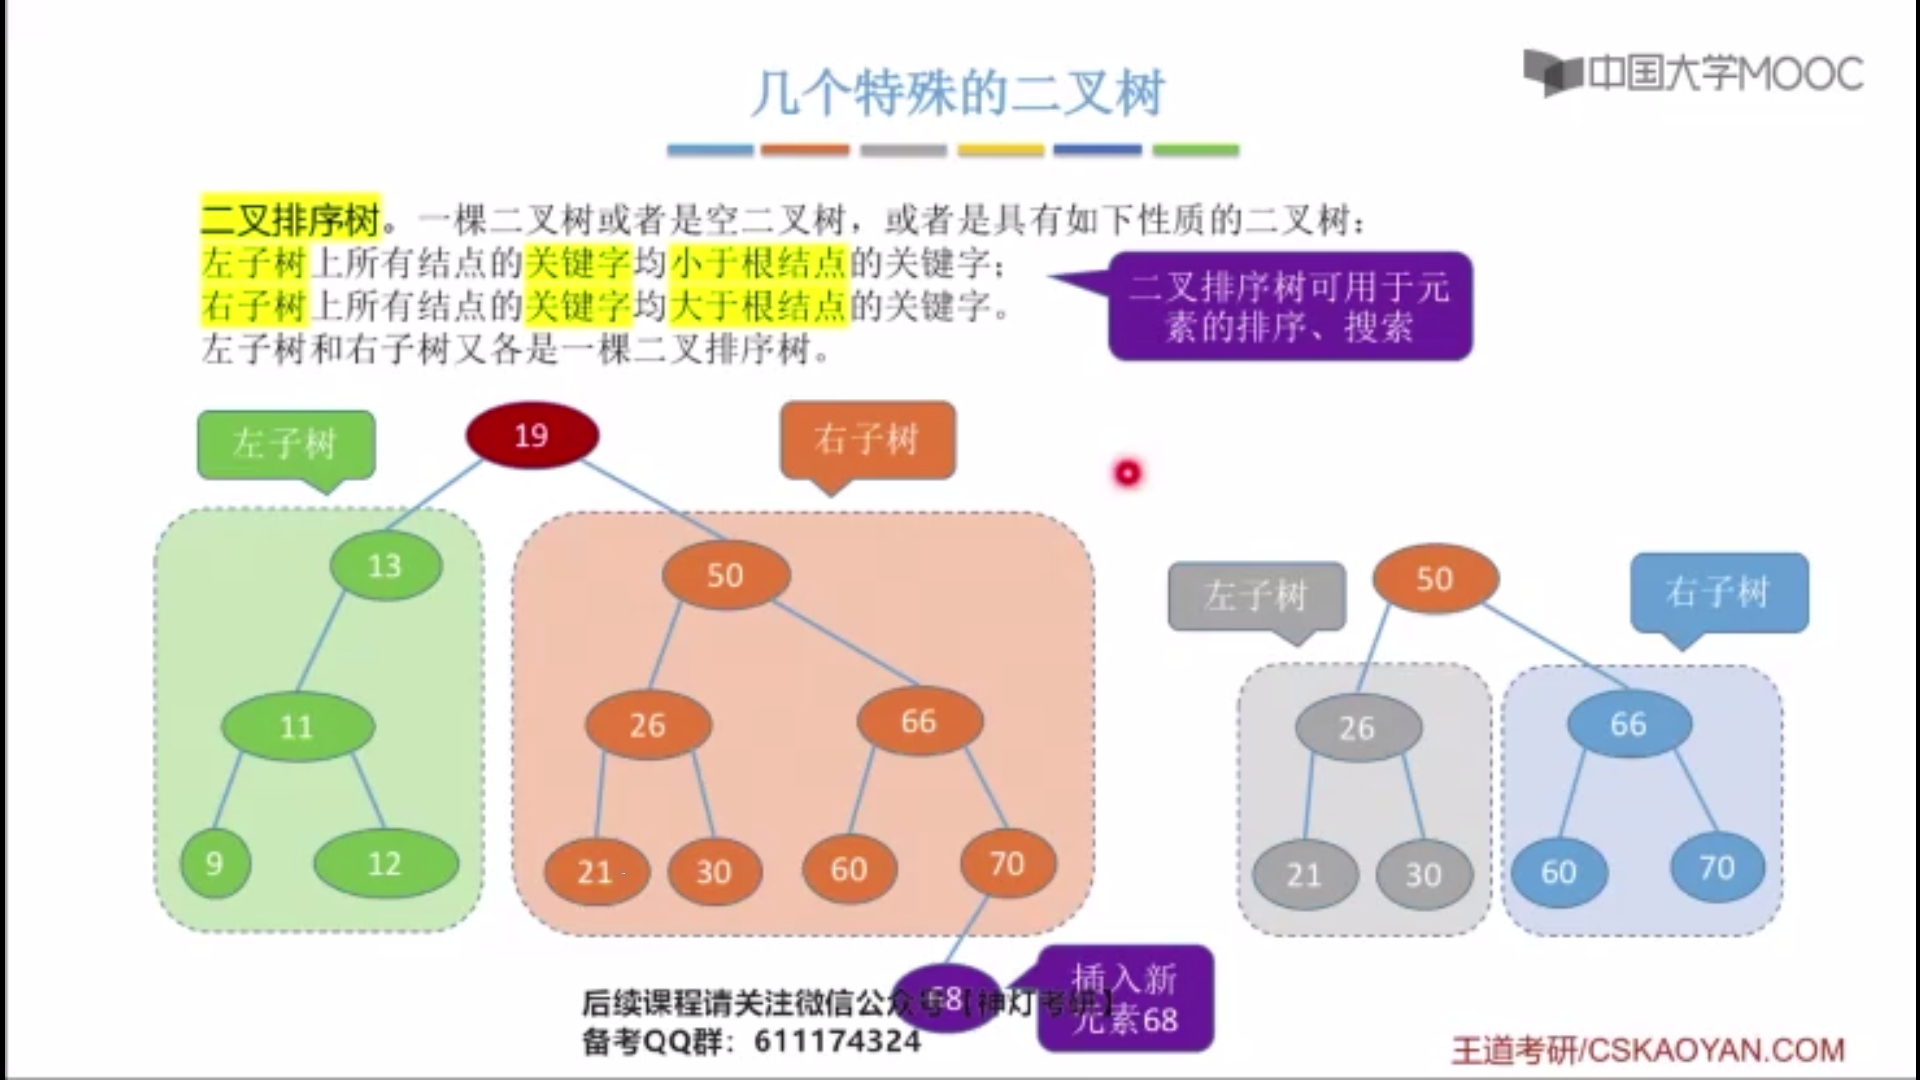 几个特殊的二叉树
中国大学MOOC
二叉排序树。一棵二叉树或者是空二叉树，或者是具有如下性质的二叉树：
左子树上所有结点的关键字均小于根结点的关键字；
右子树上所有结点的关键字均大于根结点的关键字。
左子树和右子树又各是一棵二叉排序树。
二叉排序树可用于元
素的排序、搜索
左子树
19
右子树
13
50
11
26
66
9
12
21
30
60
70
68
插入新
元素68
左子树
50
右子树
26
66
21
30
60
70
后续课程请关注微信公众号【神灯考研】
备考QQ群：611174324
王道考研/CSKAOYAN.COM